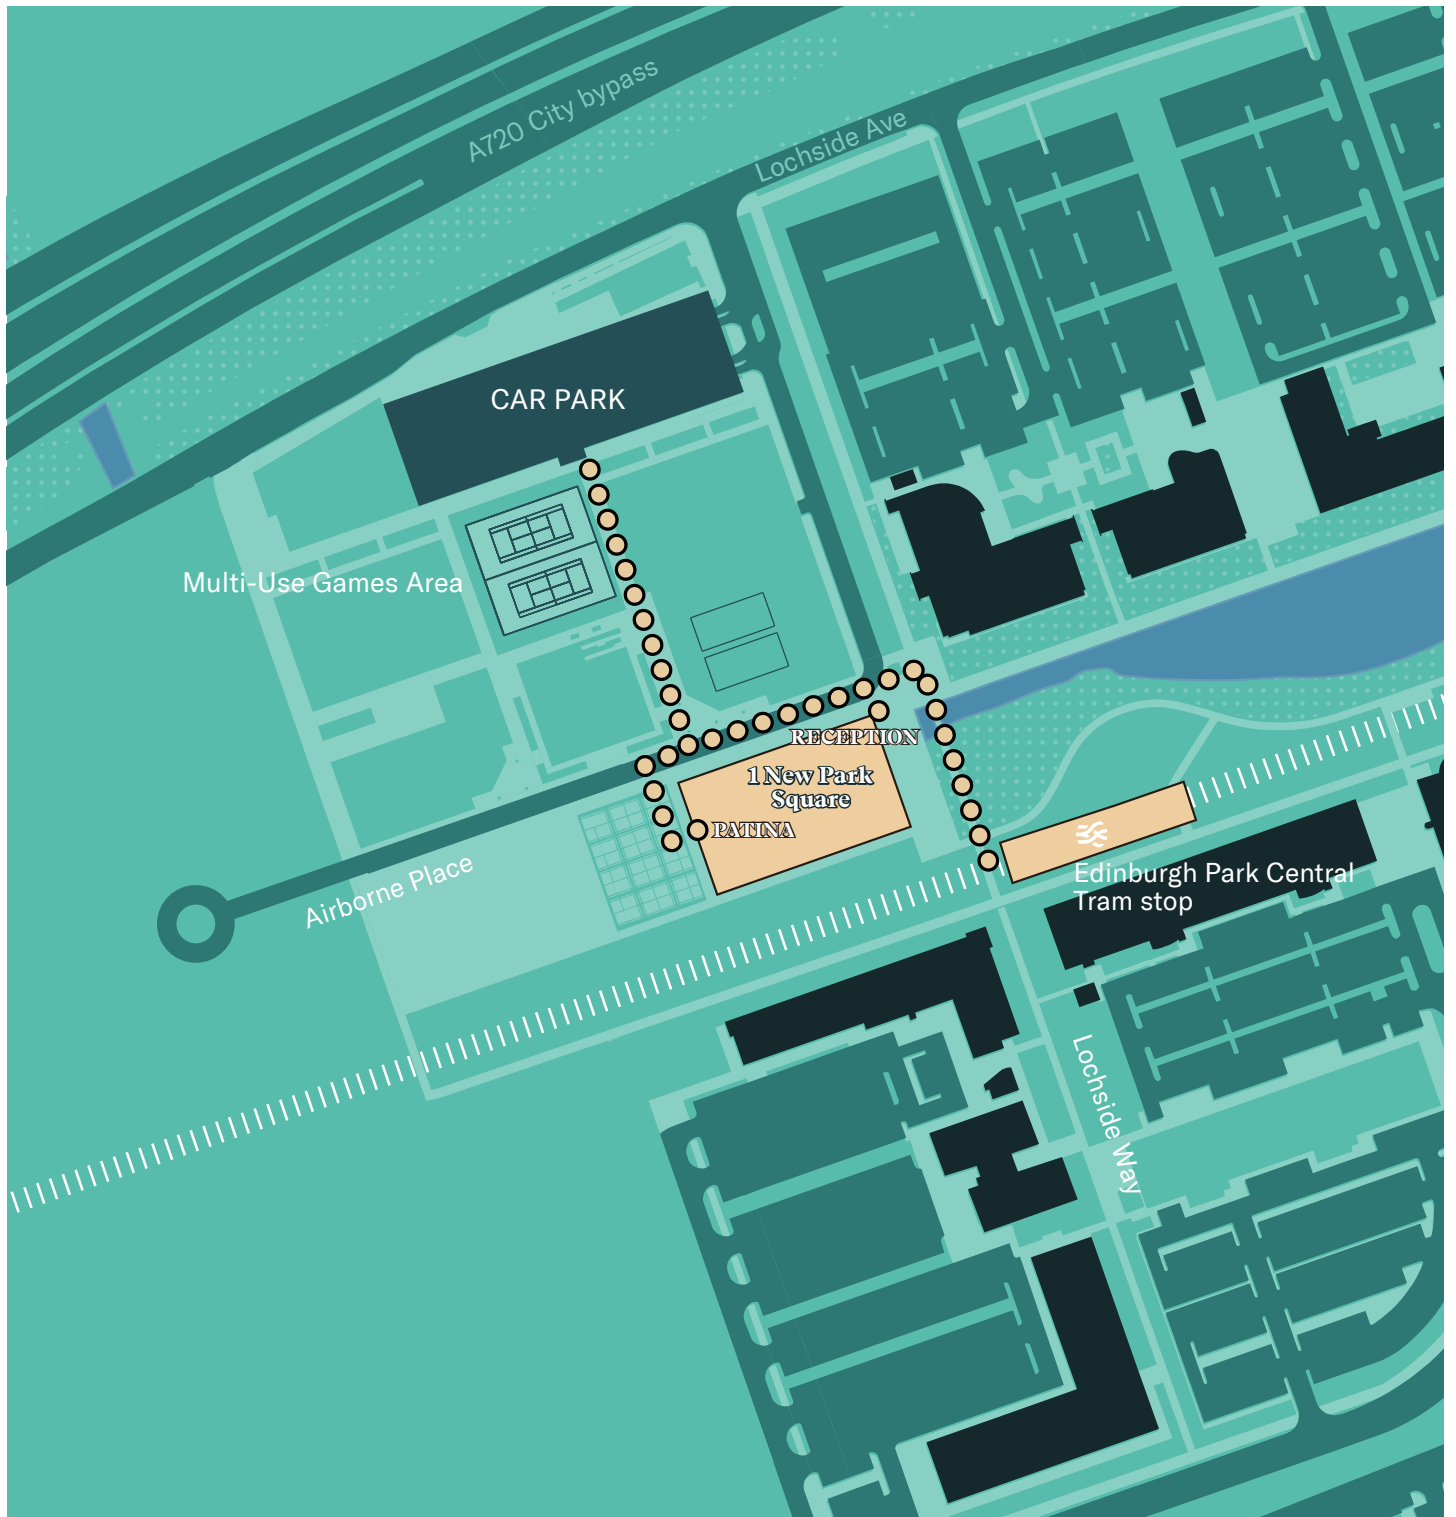 A720 City bypass
Lochside Ave
CAR PARK
Multi-Use Games Area
RECEPTION
1 New Park
Square
PATINA
Edinburgh Park Central
Tram stop
Airborne Place
Lochside Way